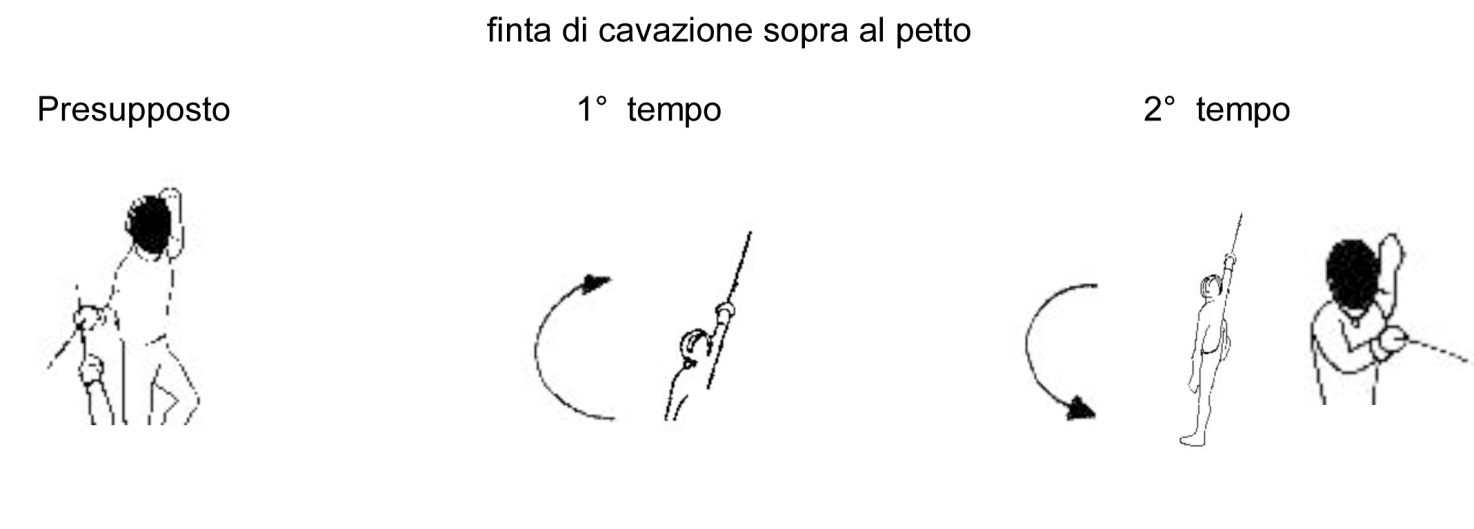 finta di cavazione sopra al petto
Presupposto 1° tempo 2° tempo